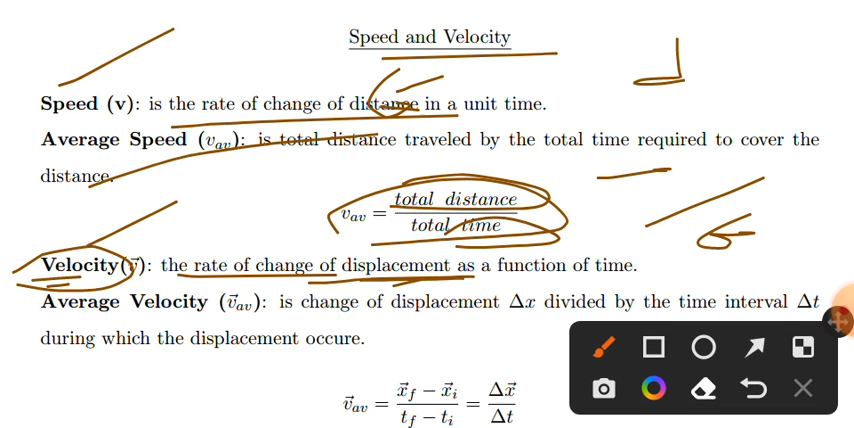 Speed and Velocity
Speed (v): is the rate of change of distance in a unit time.
Average Speed (v_av): is total distance traveled by the total time required to cover the
distance.
v_av = total distance / total time
Velocity(v⃗): the rate of change of displacement as a function of time.
Average Velocity (v⃗_av): is change of displacement Δx divided by the time interval Δt
during which the displacement occure.
v⃗_av = (x⃗_f − x⃗_i) / (t_f − t_i) = Δx⃗ / Δt